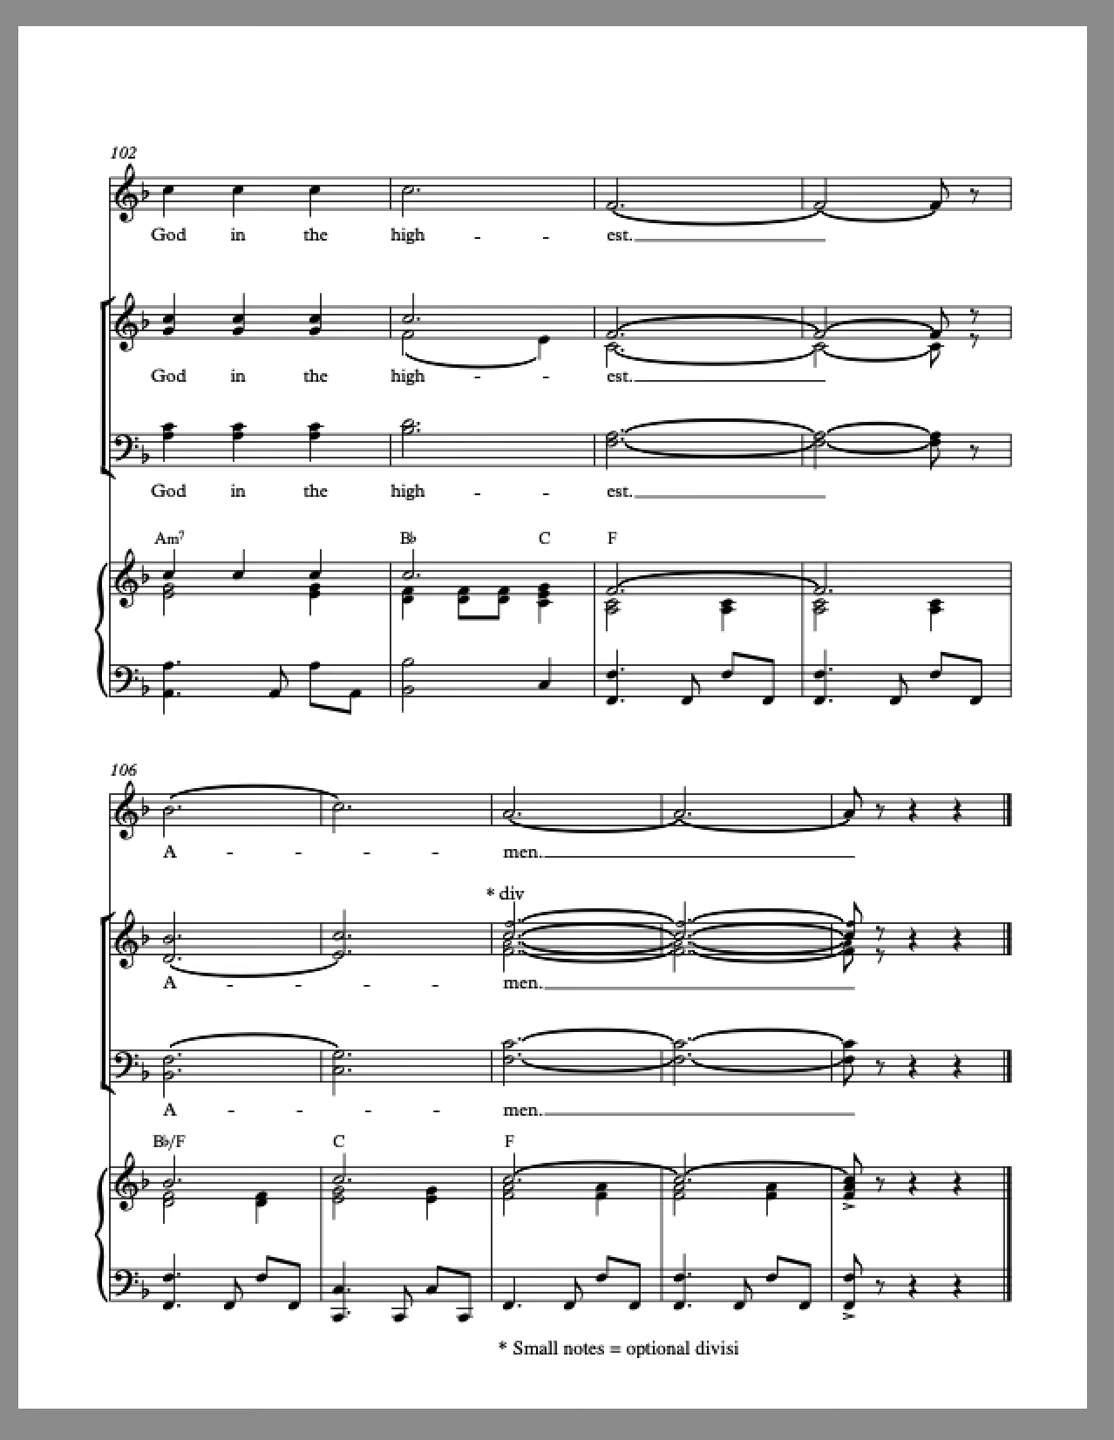 102
God in the high - - est.
God in the high - - est.
God in the high - - est.
Am7 B♭ C F
106
A - - - - men.
* div
A - - - - men.
A - - - - men.
B♭/F C F
* Small notes = optional divisi